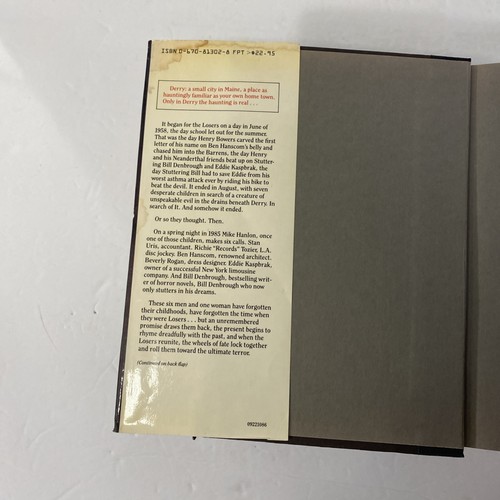 ISBN 0-670-81302-8 FPT >$22.95
Derry: a small city in Maine, a place as
hauntingly familiar as your own home town.
Only in Derry the haunting is real . . .
It began for the Losers on a day in June of
1958, the day school let out for the summer.
That was the day Henry Bowers carved the first
letter of his name on Ben Hanscom's belly and
chased him into the Barrens, the day Henry
and his Neanderthal friends beat up on Stutter-
ing Bill Denbrough and Eddie Kaspbrak, the
day Stuttering Bill had to save Eddie from his
worst asthma attack ever by riding his bike to
beat the devil. It ended in August, with seven
desperate children in search of a creature of
unspeakable evil in the drains beneath Derry. In
search of It. And somehow it ended.
Or so they thought. Then.
On a spring night in 1985 Mike Hanlon, once
one of those children, makes six calls. Stan
Uris, accountant. Richie "Records" Tozier, L.A.
disc jockey. Ben Hanscom, renowned architect.
Beverly Rogan, dress designer. Eddie Kaspbrak,
owner of a successful New York limousine
company. And Bill Denbrough, bestselling writ-
er of horror novels, Bill Denbrough who now
only stutters in his dreams.
These six men and one woman have forgotten
their childhoods, have forgotten the time when
they were Losers . . . but an unremembered
promise draws them back, the present begins to
rhyme dreadfully with the past, and when the
Losers reunite, the wheels of fate lock together
and roll them toward the ultimate terror.
(Continued on back flap)
09221086